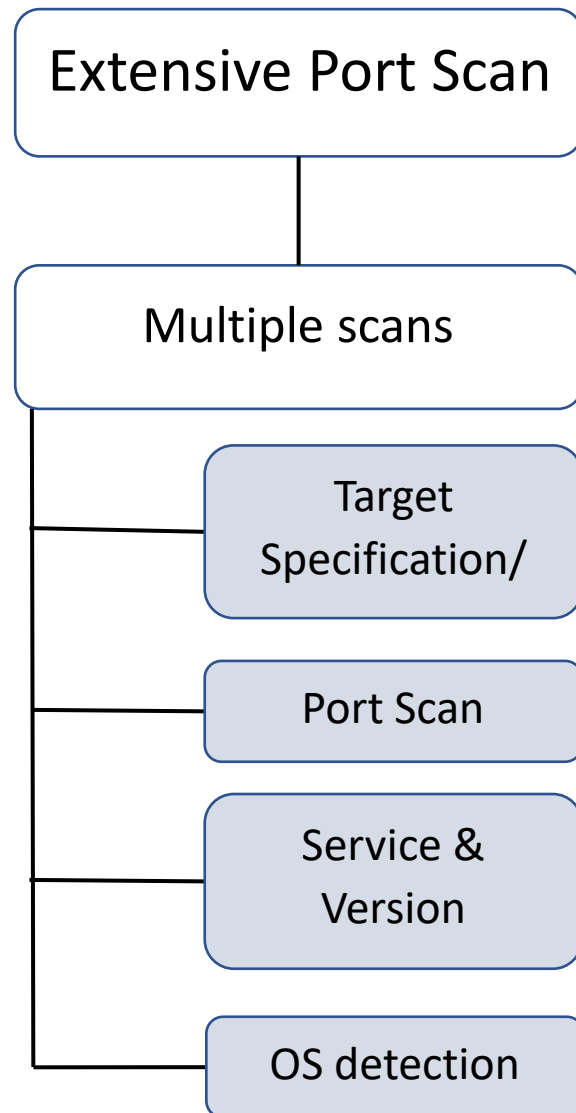 Extensive Port Scan
Multiple scans
Target
Specification/
Port Scan
Service &
Version
OS detection